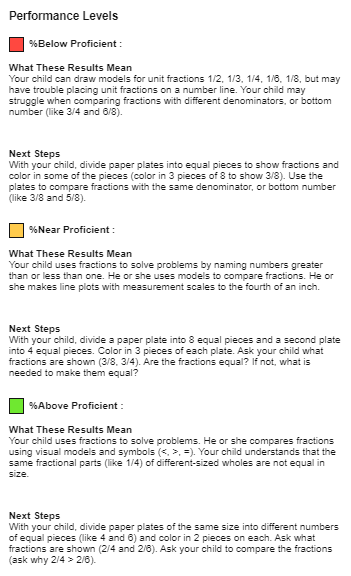 Performance Levels
%Below Proficient :
What These Results Mean
Your child can draw models for unit fractions 1/2, 1/3, 1/4, 1/6, 1/8, but may
have trouble placing unit fractions on a number line. Your child may
struggle when comparing fractions with different denominators, or bottom
number (like 3/4 and 6/8).
Next Steps
With your child, divide paper plates into equal pieces to show fractions and
color in some of the pieces (color in 3 pieces of 8 to show 3/8). Use the
plates to compare fractions with the same denominator, or bottom number
(like 3/8 and 5/8).
%Near Proficient :
What These Results Mean
Your child uses fractions to solve problems by naming numbers greater
than or less than one. He or she uses models to compare fractions. He or
she makes line plots with measurement scales to the fourth of an inch.
Next Steps
With your child, divide a paper plate into 8 equal pieces and a second plate
into 4 equal pieces. Color in 3 pieces of each plate. Ask your child what
fractions are shown (3/8, 3/4). Are the fractions equal? If not, what is
needed to make them equal?
%Above Proficient :
What These Results Mean
Your child uses fractions to solve problems. He or she compares fractions
using visual models and symbols (<, >, =). Your child understands that the
same fractional parts (like 1/4) of different-sized wholes are not equal in
size.
Next Steps
With your child, divide paper plates of the same size into different numbers
of equal pieces (like 4 and 6) and color in 2 pieces on each. Ask what
fractions are shown (2/4 and 2/6). Ask your child to compare the fractions
(ask why 2/4 > 2/6).